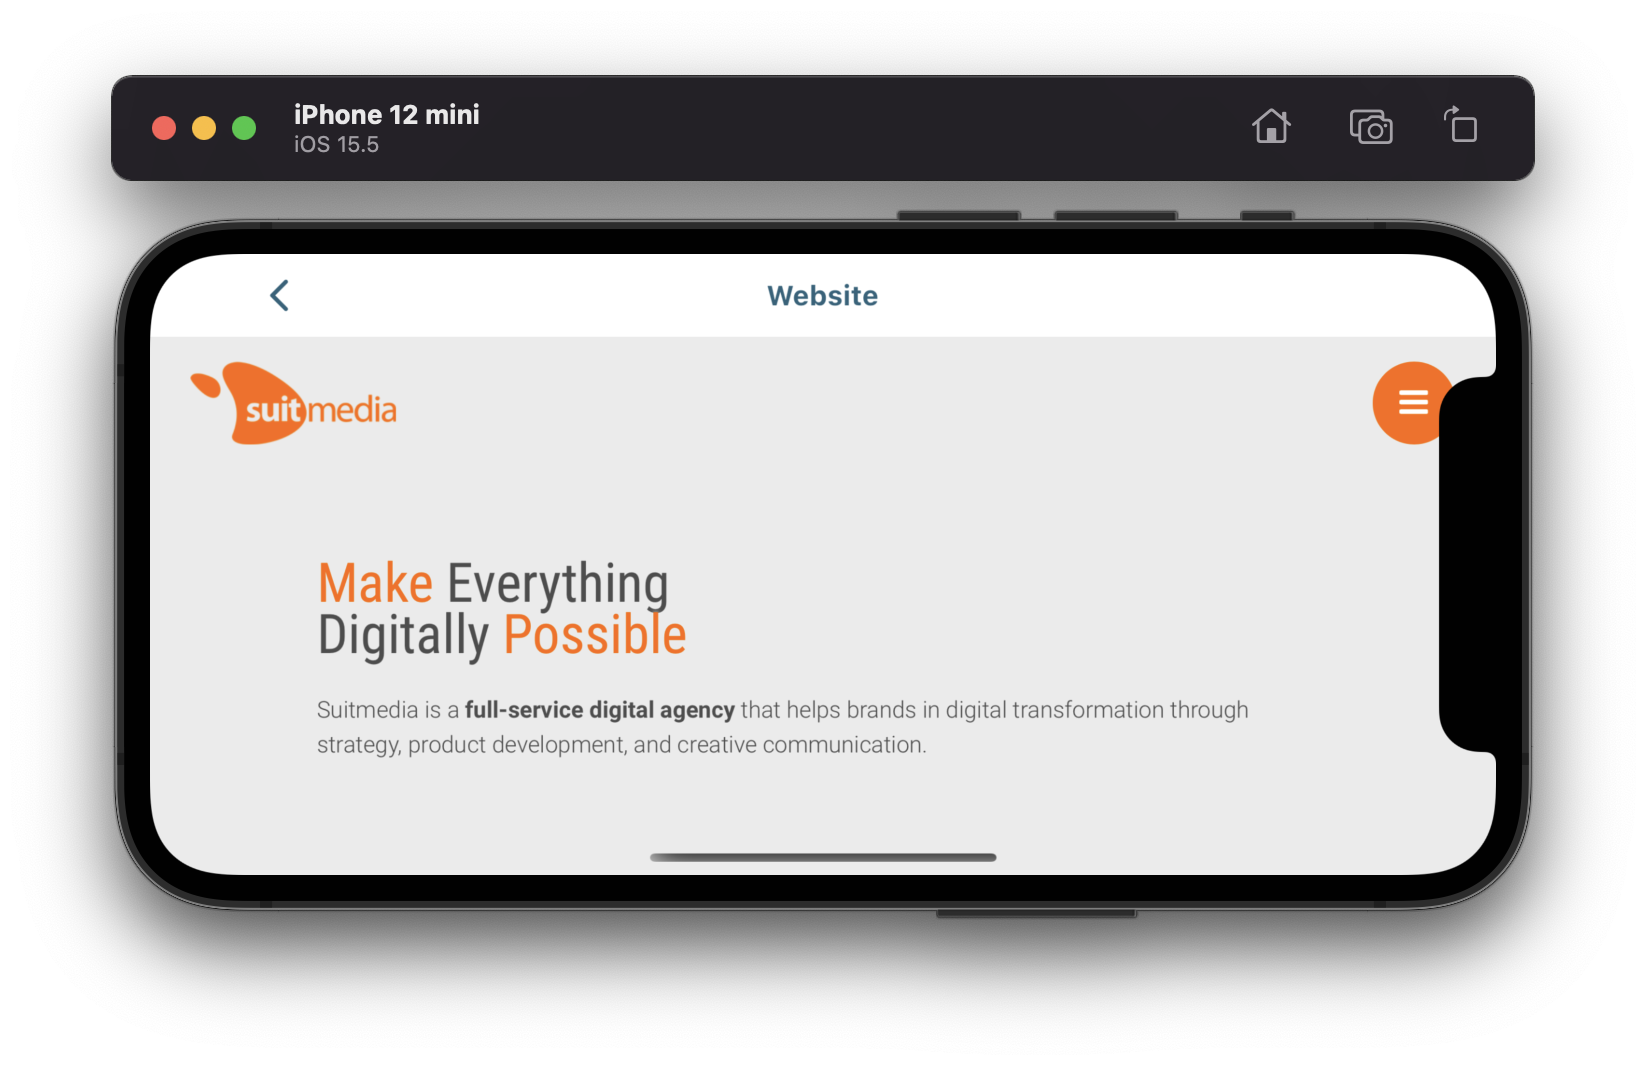 iPhone 12 mini
iOS 15.5
Website
suitmedia
Make Everything
Digitally Possible
Suitmedia is a full-service digital agency that helps brands in digital transformation through
strategy, product development, and creative communication.